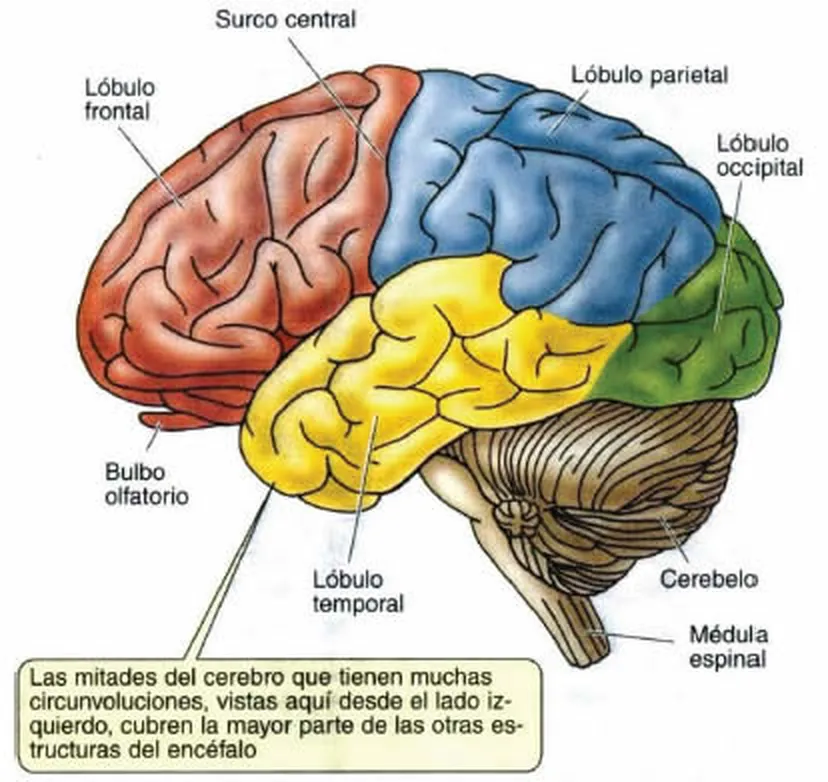 Surco central
Lóbulo
frontal
Lóbulo parietal
Lóbulo
occipital
Bulbo
olfatorio
Lóbulo
temporal
Cerebelo
Médula
espinal
Las mitades del cerebro que tienen muchas
circunvoluciones, vistas aquí desde el lado iz-
quierdo, cubren la mayor parte de las otras es-
tructuras del encéfalo